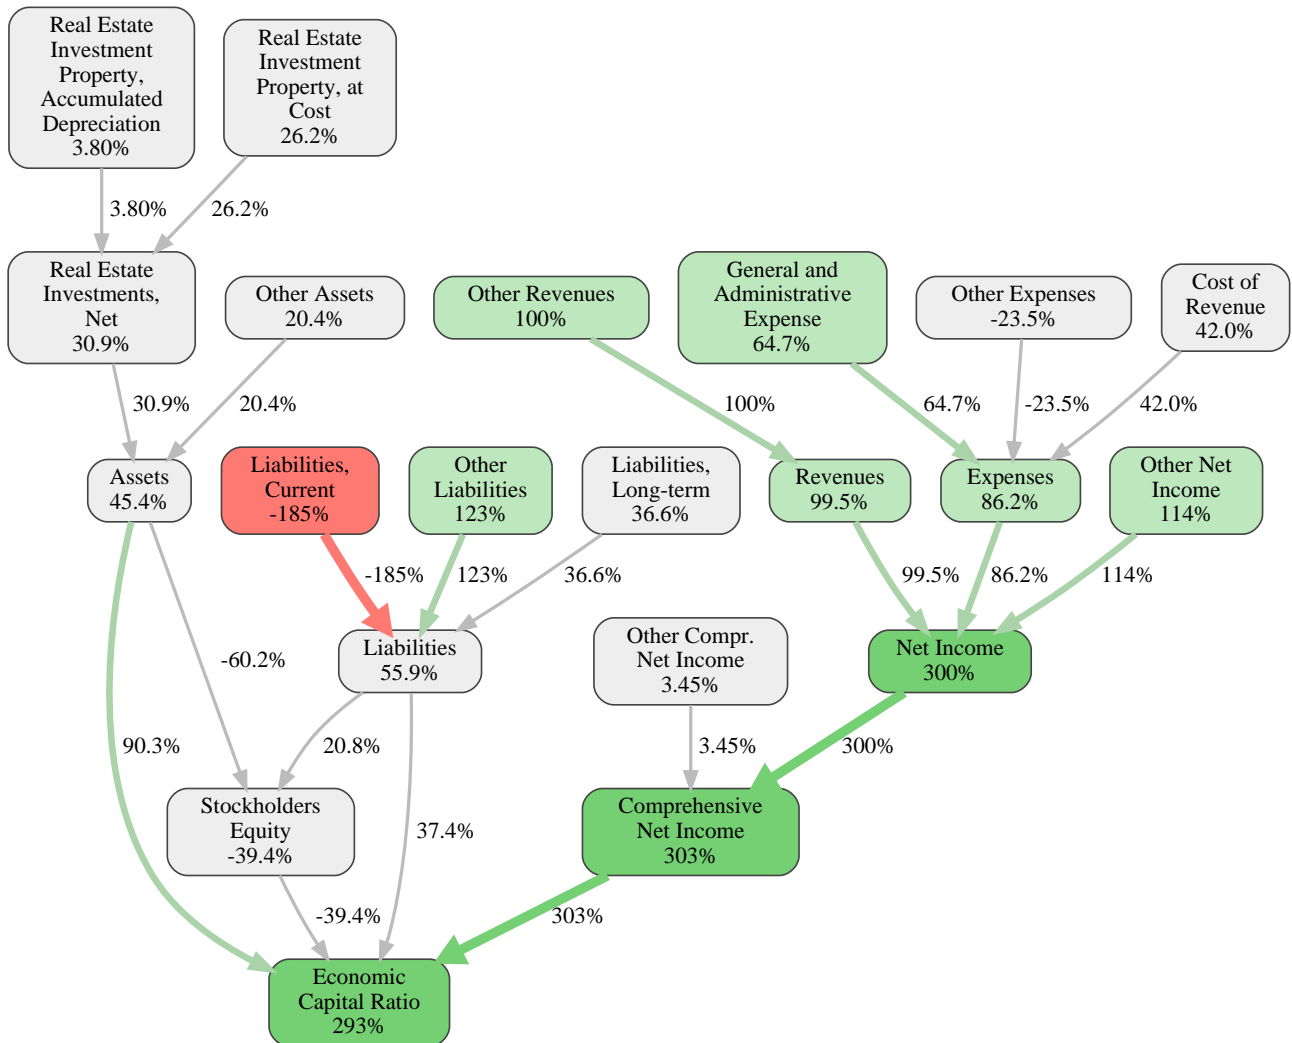 Real Estate
Investment
Property,
Accumulated
Depreciation
3.80%
Real Estate
Investment
Property, at
Cost
26.2%
3.80%
26.2%
Real Estate
Investments,
Net
30.9%
Other Assets
20.4%
Other Revenues
100%
General and
Administrative
Expense
64.7%
Other Expenses
-23.5%
Cost of
Revenue
42.0%
30.9%
20.4%
100%
64.7%
-23.5%
42.0%
Assets
45.4%
Liabilities,
Current
-185%
Other
Liabilities
123%
Liabilities,
Long-term
36.6%
Revenues
99.5%
Expenses
86.2%
Other Net
Income
114%
-185%
123%
36.6%
99.5%
86.2%
114%
-60.2%
Liabilities
55.9%
Other Compr.
Net Income
3.45%
Net Income
300%
90.3%
20.8%
3.45%
300%
Stockholders
Equity
-39.4%
37.4%
Comprehensive
Net Income
303%
-39.4%
303%
Economic
Capital Ratio
293%